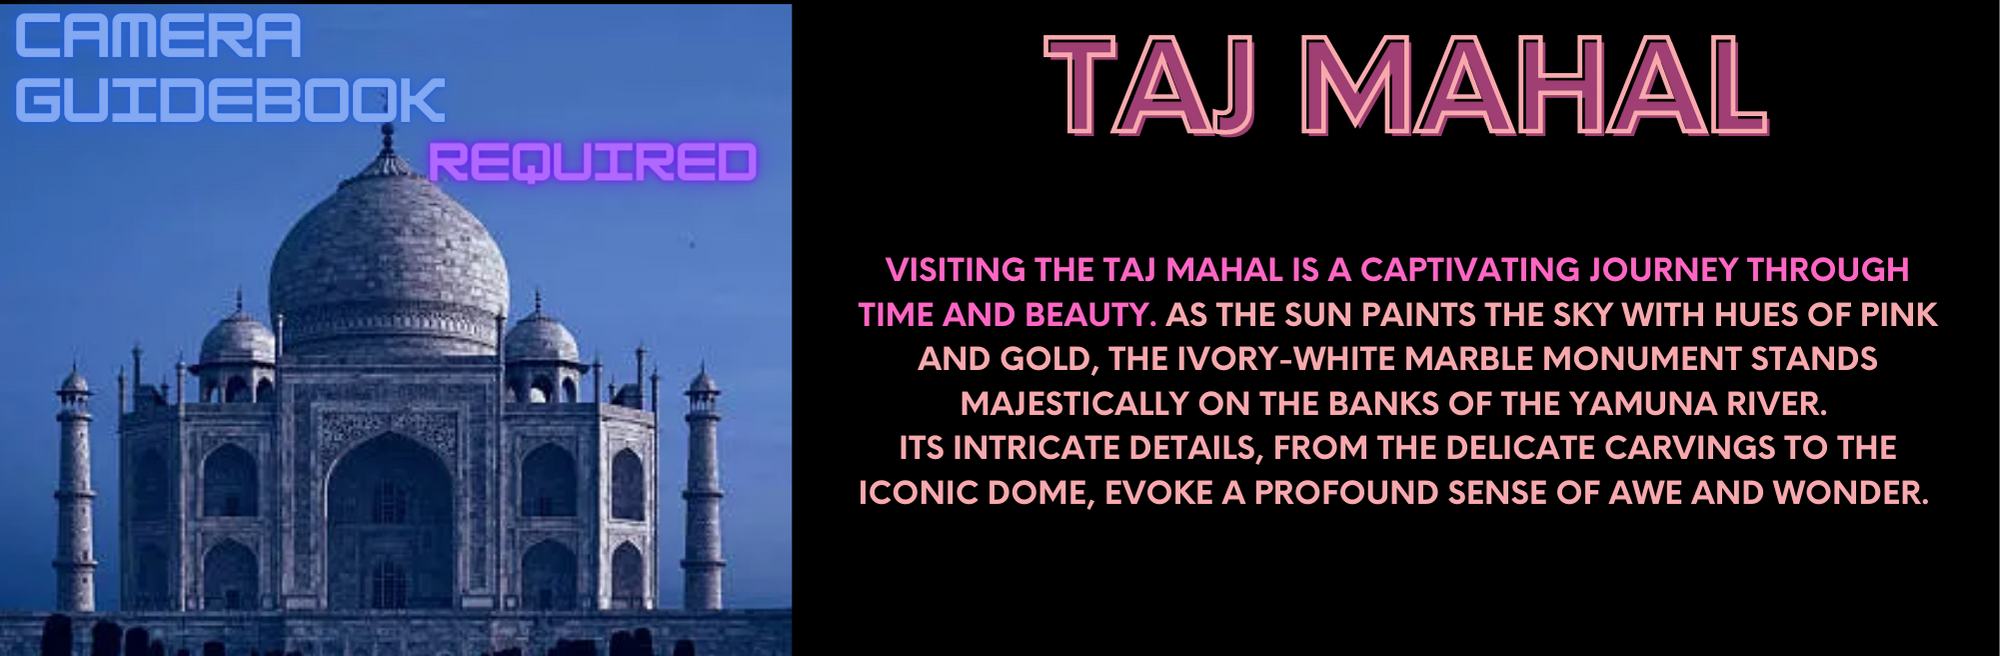 CAMERA
GUIDEBOOK
REQUIRED
TAJ MAHAL
VISITING THE TAJ MAHAL IS A CAPTIVATING JOURNEY THROUGH
TIME AND BEAUTY. AS THE SUN PAINTS THE SKY WITH HUES OF PINK
AND GOLD, THE IVORY-WHITE MARBLE MONUMENT STANDS
MAJESTICALLY ON THE BANKS OF THE YAMUNA RIVER.
ITS INTRICATE DETAILS, FROM THE DELICATE CARVINGS TO THE
ICONIC DOME, EVOKE A PROFOUND SENSE OF AWE AND WONDER.